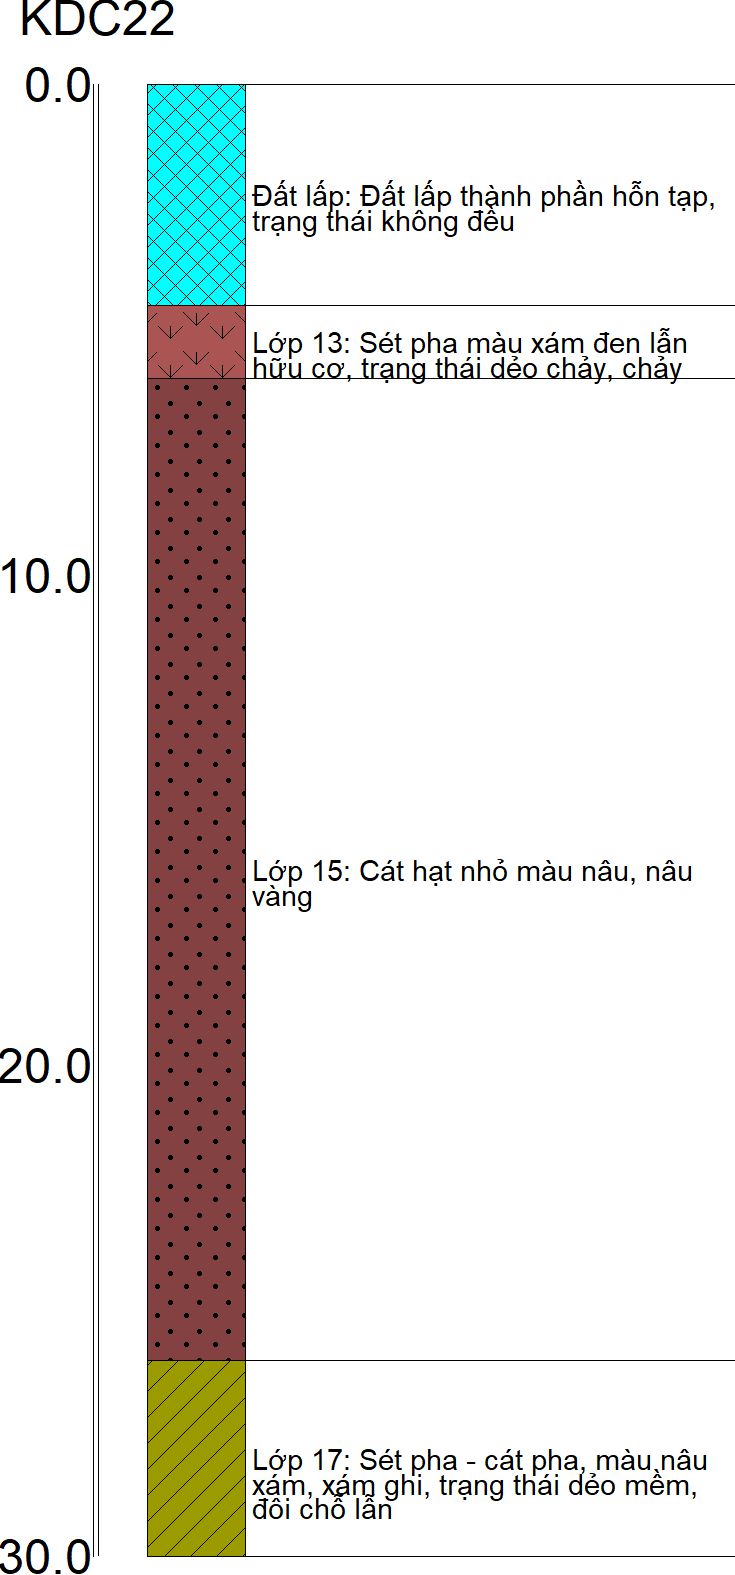 KDC22
0.0
Đất lấp: Đất lấp thành phần hỗn tạp,
trạng thái không đều
Lớp 13: Sét pha màu xám đen lẫn
hữu cơ, trạng thái dẻo chảy, chảy
10.0
Lớp 15: Cát hạt nhỏ màu nâu, nâu
vàng
20.0
Lớp 17: Sét pha - cát pha, màu nâu
xám, xám ghi, trạng thái dẻo mềm,
đôi chỗ lẫn
30.0